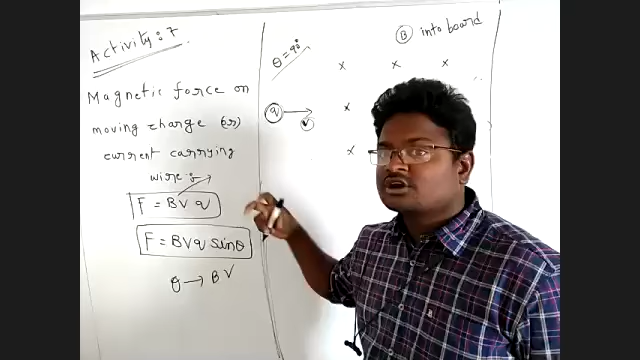 Activity: 7
Magnetic force on
moving charge (or)
current carrying
wire:
F = BVq
F = BVq sinθ
θ → BV
θ = 90°
B into board
x x x
q → v
x
x